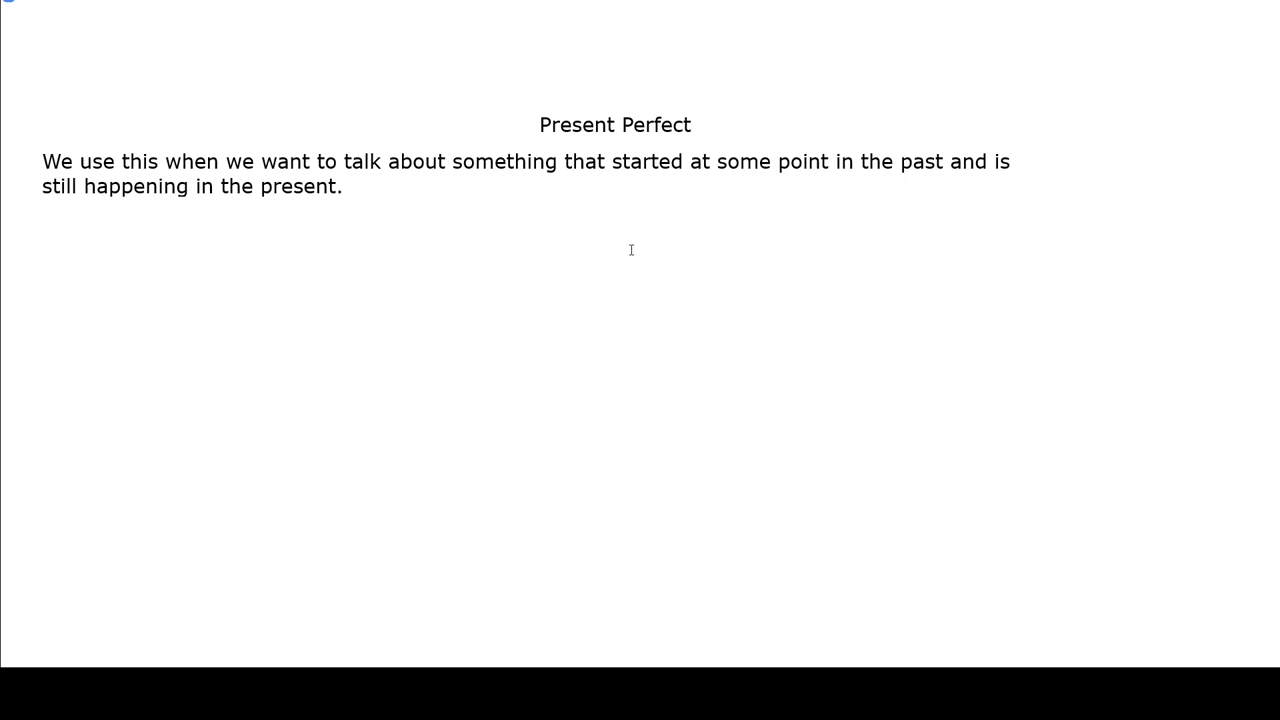 Present Perfect
We use this when we want to talk about something that started at some point in the past and is
still happening in the present.